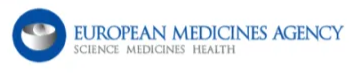 EUROPEAN MEDICINES AGENCY
SCIENCE MEDICINES HEALTH